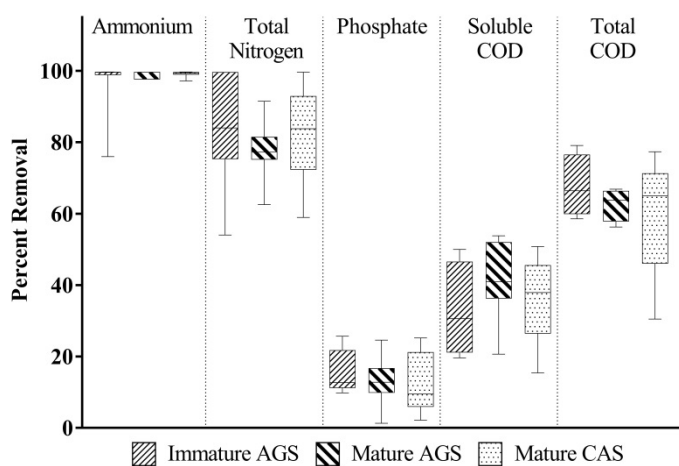 Ammonium Total Nitrogen Phosphate Soluble COD Total COD
Percent Removal
100
80
60
40
20
0
Immature AGS Mature AGS Mature CAS